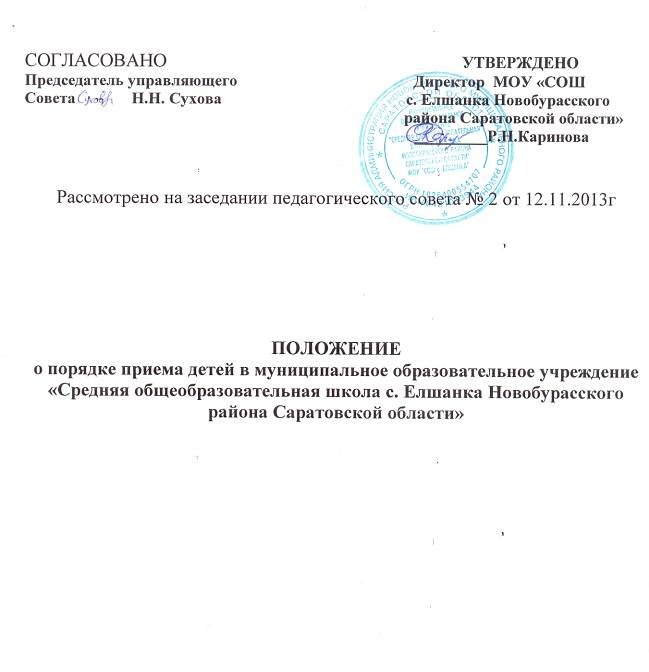 СОГЛАСОВАНО
Председатель управляющего
Совета Н.Н. Сухова
УТВЕРЖДЕНО
Директор МОУ «СОШ
с. Елшанка Новобурасского
района Саратовской области»
Р.Н.Каринова
Рассмотрено на заседании педагогического совета № 2 от 12.11.2013г
ПОЛОЖЕНИЕ
о порядке приема детей в муниципальное образовательное учреждение
«Средняя общеобразовательная школа с. Елшанка Новобурасского
района Саратовской области»